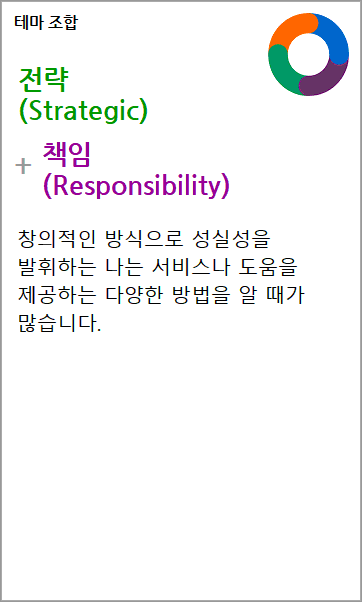 테마 조합
전략
(Strategic)
+ 책임
(Responsibility)
창의적인 방식으로 성실성을
발휘하는 나는 서비스나 도움을
제공하는 다양한 방법을 알 때가
많습니다.